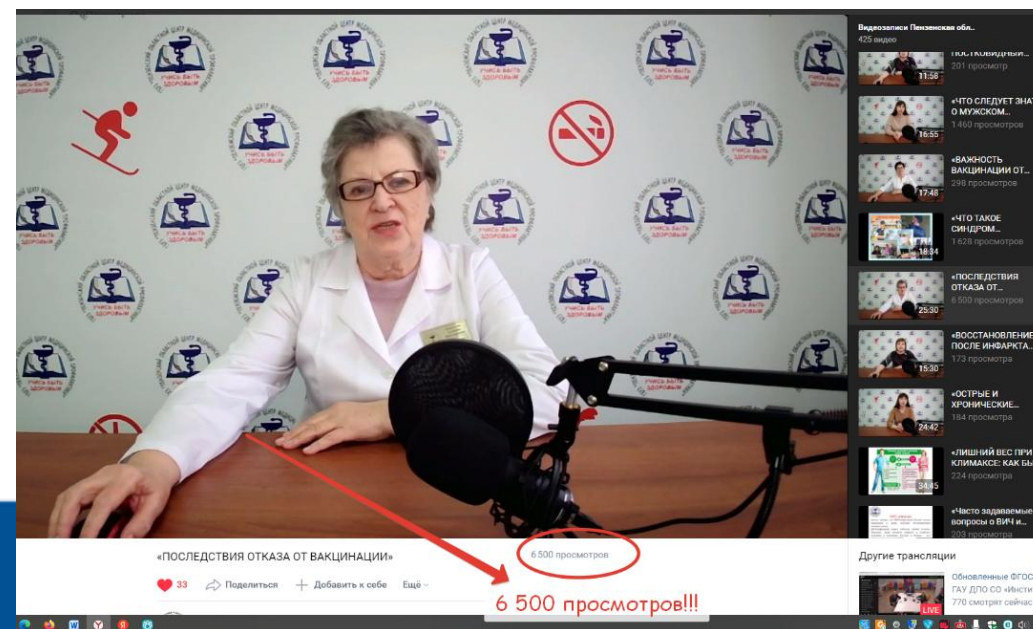 Видеозаписи Пензенская обл..
425 видео
ПОСТКОВИДНЫЙ...
201 просмотр
11:58
«ЧТО СЛЕДУЕТ ЗНАТ
О МУЖСКОМ...
1 460 просмотров
16:55
«ВАЖНОСТЬ
ВАКЦИНАЦИИ ОТ...
298 просмотров
17:48
«ЧТО ТАКОЕ
СИНДРОМ...
1 628 просмотров
18:34
«ПОСЛЕДСТВИЯ
ОТКАЗА ОТ...
6 500 просмотров
25:30
«ВОССТАНОВЛЕНИЕ
ПОСЛЕ ИНФАРКТА...
173 просмотра
15:30
«ОСТРЫЕ И
ХРОНИЧЕСКИЕ...
184 просмотра
24:42
«ЛИШНИЙ ВЕС ПРИ
КЛИМАКСЕ: КАК БЫ
224 просмотра
34:45
«Часто задаваемые
вопросы о ВИЧ и...
203 просмотра
УЧИСЬ БЫТЬ
ЗДОРОВЫМ
«ПОСЛЕДСТВИЯ ОТКАЗА ОТ ВАКЦИНАЦИИ»
6 500 просмотров
33
Поделиться
Добавить к себе
Ещё
6 500 просмотров!!!
Другие трансляции
Обновленные ФГОС
ГАУ ДПО СО «Инсти
770 смотрят сейчас
LIVE